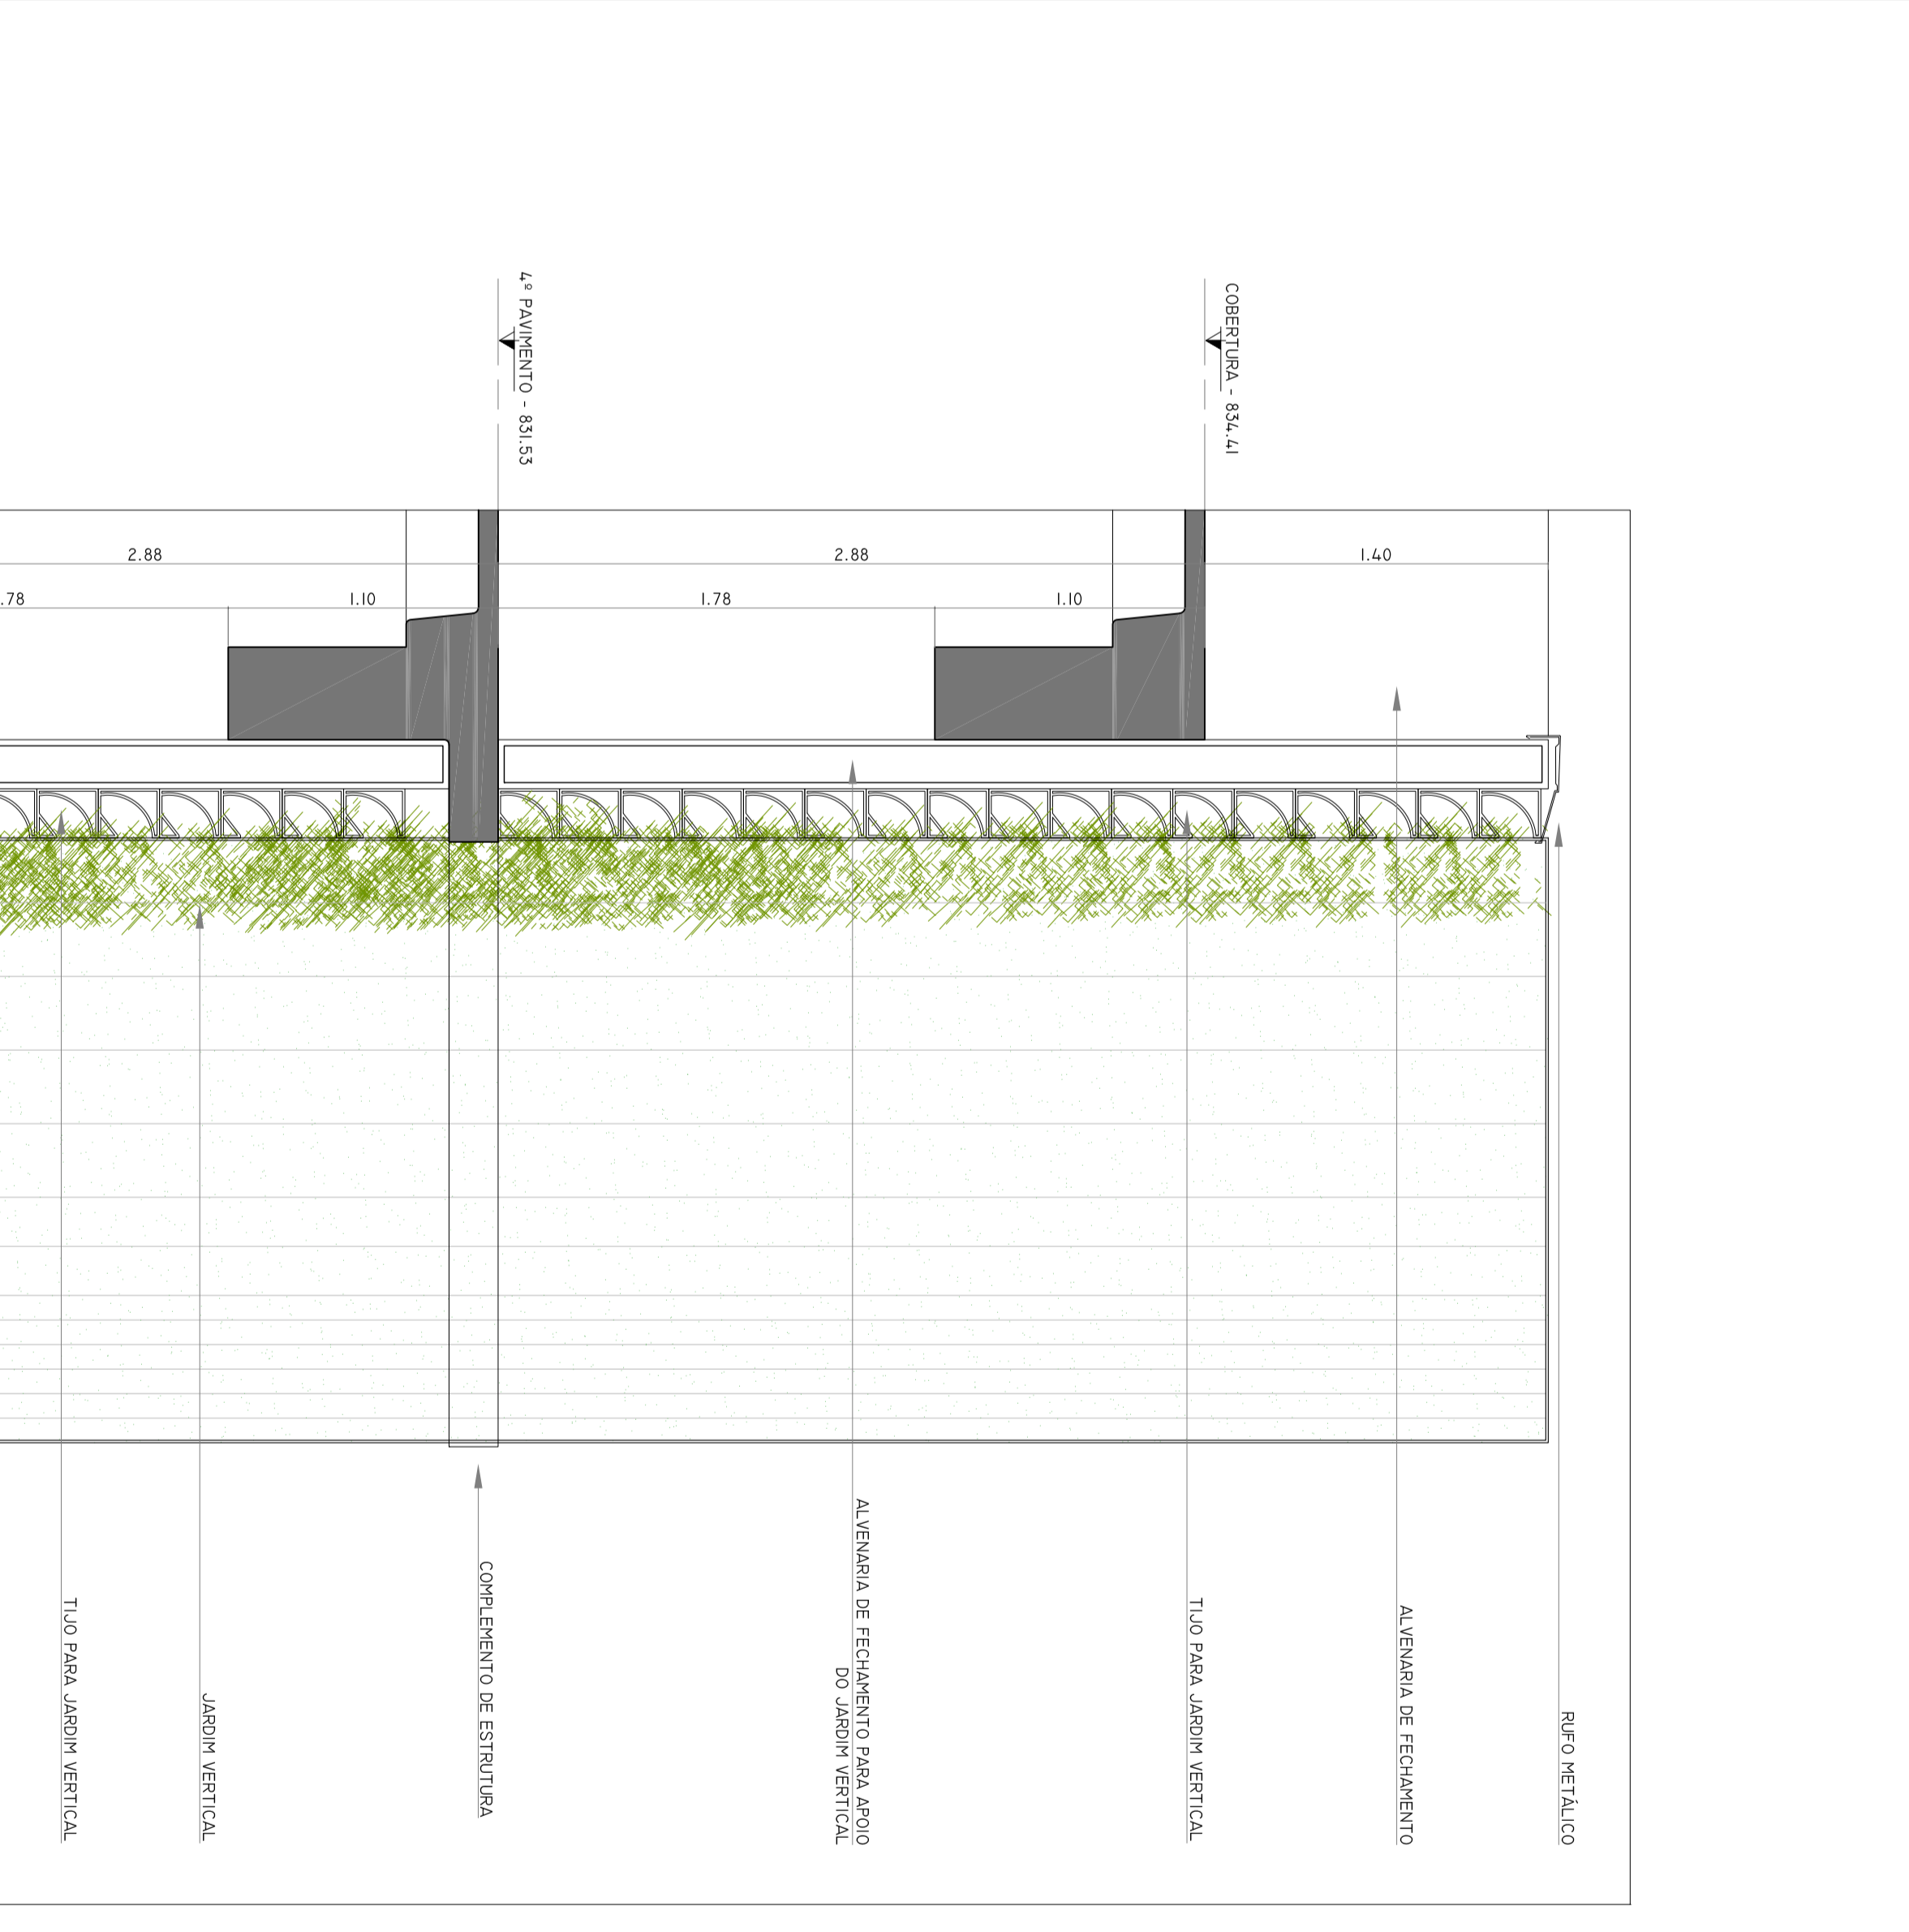 4º PAVIMENTO - 831.53
COBERTURA - 834.41
2.88
2.88
1.40
.78
1.10
1.78
1.10
TIJO PARA JARDIM VERTICAL
JARDIM VERTICAL
COMPLEMENTO DE ESTRUTURA
ALVENARIA DE FECHAMENTO PARA APOIO
DO JARDIM VERTICAL
TIJO PARA JARDIM VERTICAL
ALVENARIA DE FECHAMENTO
RUFO METÁLICO